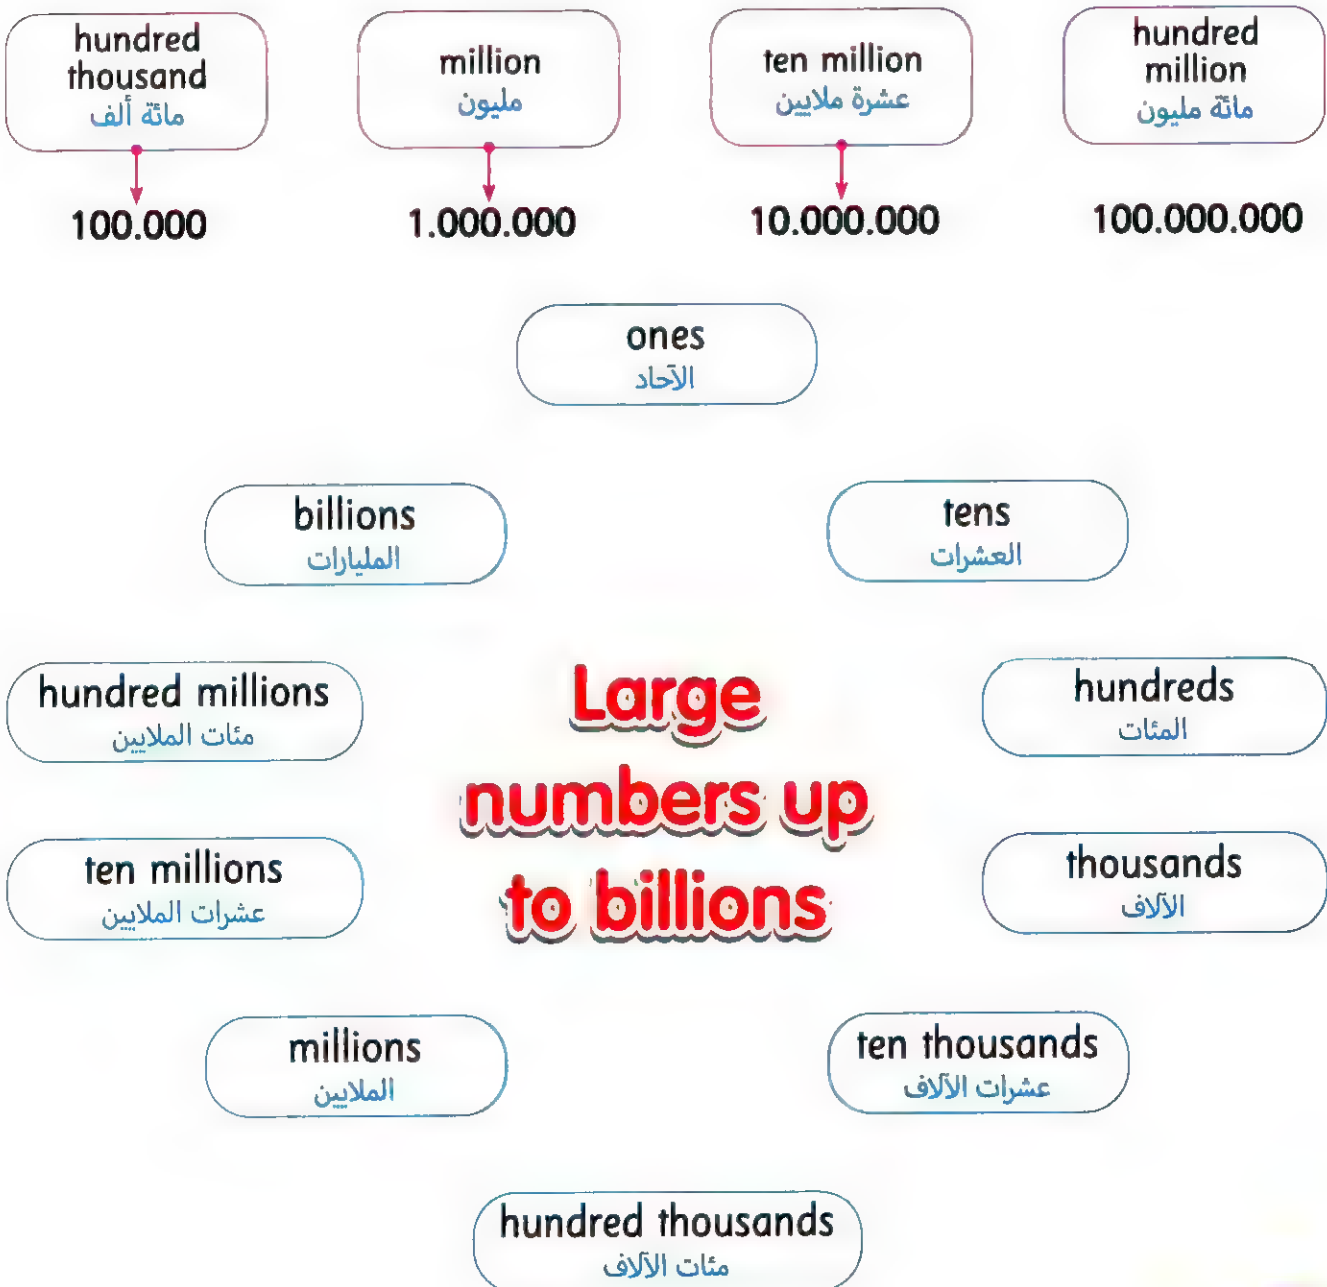 hundred
thousand
مائة ألف
million
مليون
ten million
عشرة ملايين
hundred
million
مائة مليون
100.000
1.000.000
10.000.000
100.000.000
ones
الآحاد
billions
المليارات
tens
العشرات
hundred millions
مئات الملايين
Large
numbers up
to billions
hundreds
المئات
ten millions
عشرات الملايين
thousands
الآلاف
millions
الملايين
ten thousands
عشرات الآلاف
hundred thousands
مئات الآلاف